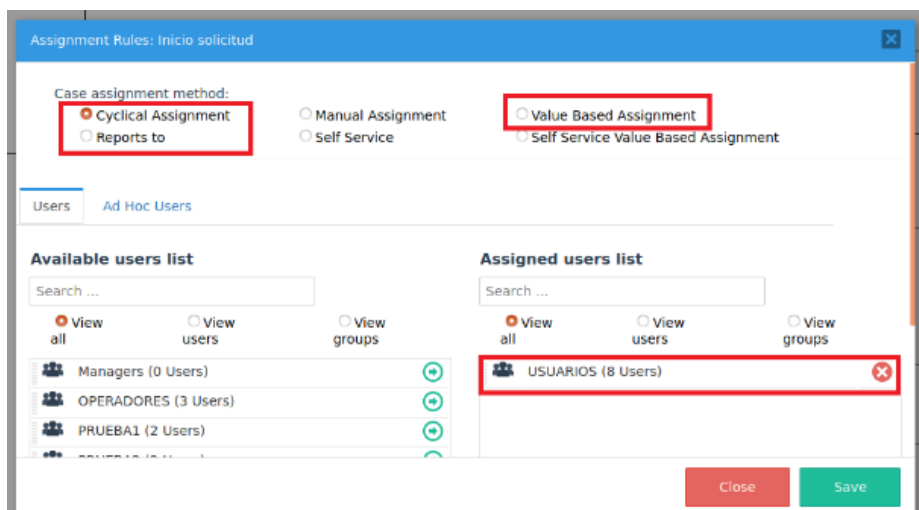 Assignment Rules: Inicio solicitud
Case assignment method:
Cyclical Assignment
Manual Assignment
Value Based Assignment
Reports to
Self Service
Self Service Value Based Assignment
Users
Ad Hoc Users
Available users list
Assigned users list
Search ...
Search ...
View all
View users
View groups
View all
View users
View groups
Managers (0 Users)
USUARIOS (8 Users)
OPERADORES (3 Users)
PRUEBA1 (2 Users)
Close
Save